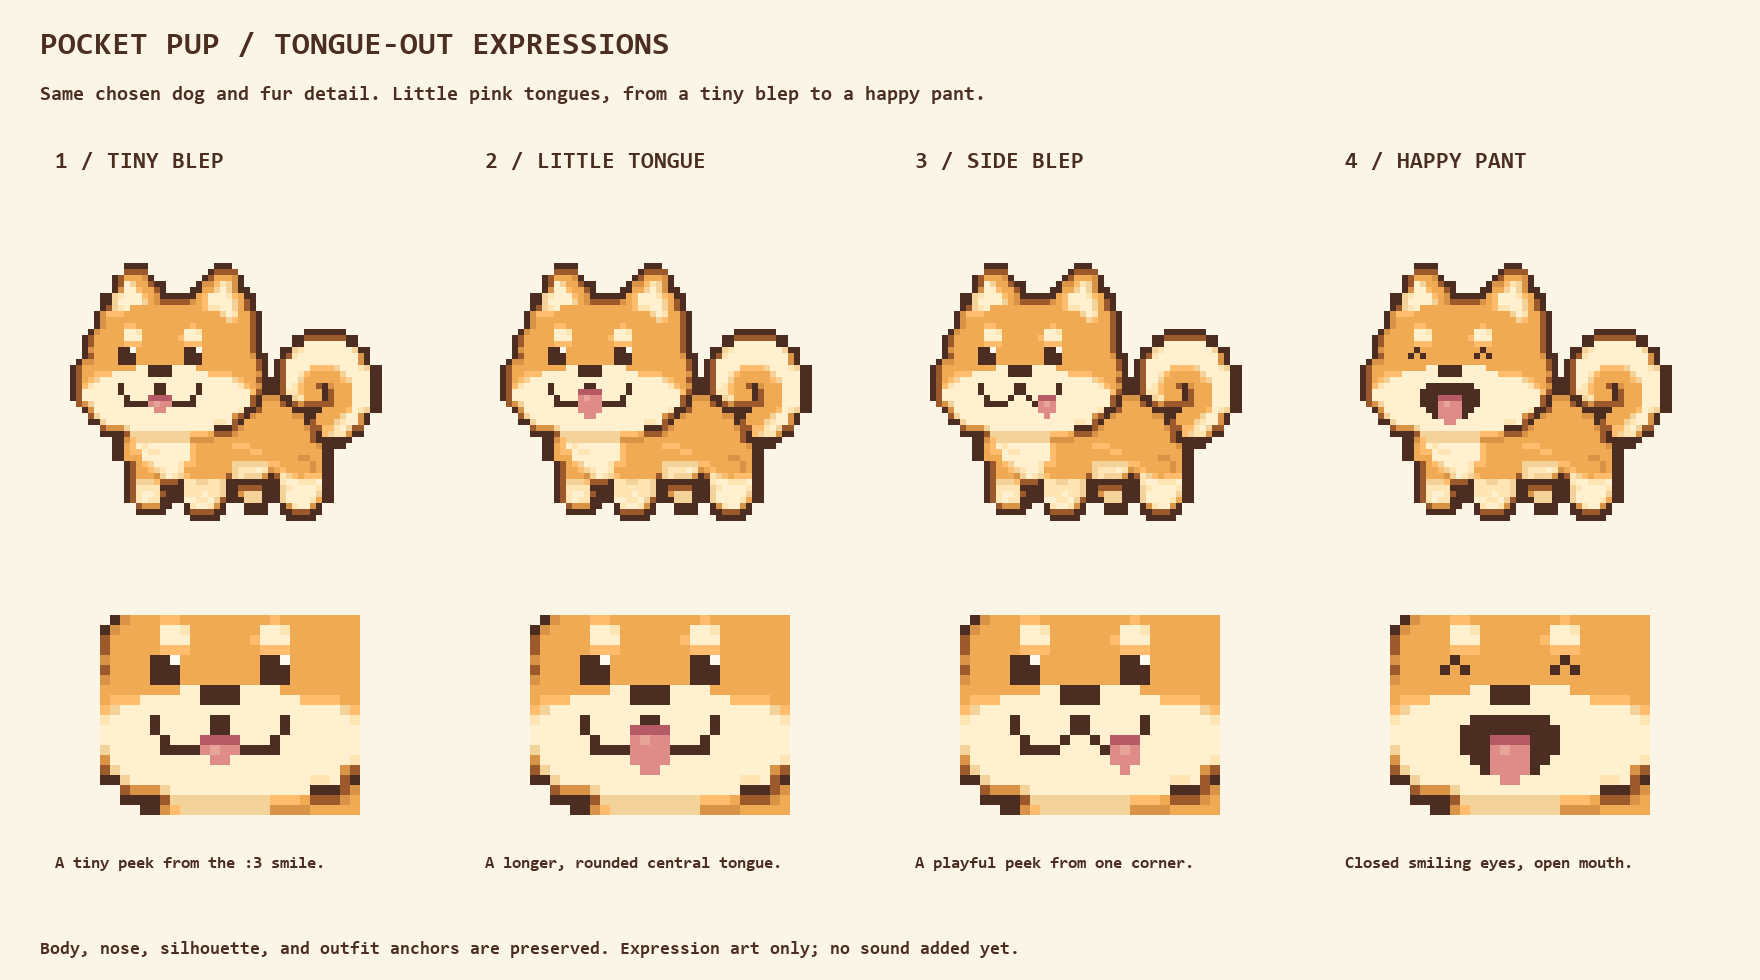 POCKET PUP / TONGUE-OUT EXPRESSIONS
Same chosen dog and fur detail. Little pink tongues, from a tiny blep to a happy pant.
1 / TINY BLEP
2 / LITTLE TONGUE
3 / SIDE BLEP
4 / HAPPY PANT
A tiny peek from the :3 smile.
A longer, rounded central tongue.
A playful peek from one corner.
Closed smiling eyes, open mouth.
Body, nose, silhouette, and outfit anchors are preserved. Expression art only; no sound added yet.